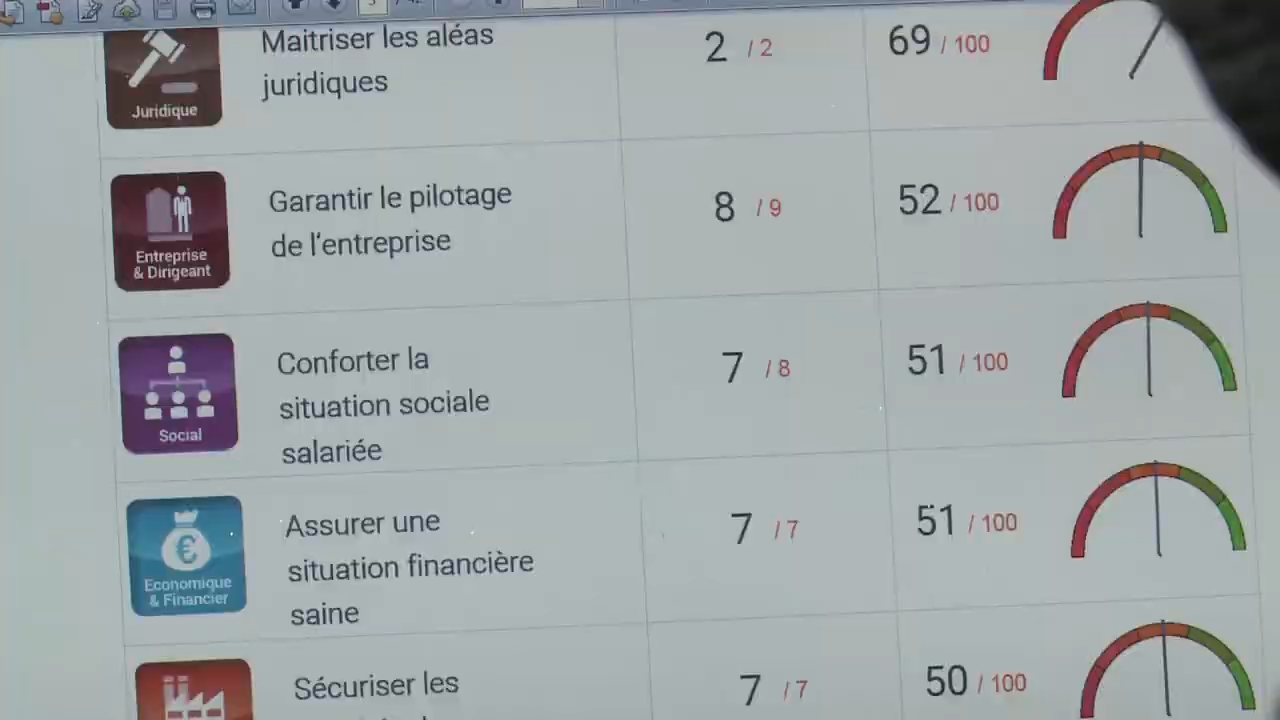 Maitriser les aléas
juridiques
Juridique
2 / 2
69 / 100
Garantir le pilotage
de l'entreprise
Entreprise
& Dirigeant
8 / 9
52 / 100
Conforter la
situation sociale
salariée
Social
7 / 8
51 / 100
Assurer une
situation financière
saine
€
Economique
& Financier
7 / 7
51 / 100
Sécuriser les
7 / 7
50 / 100